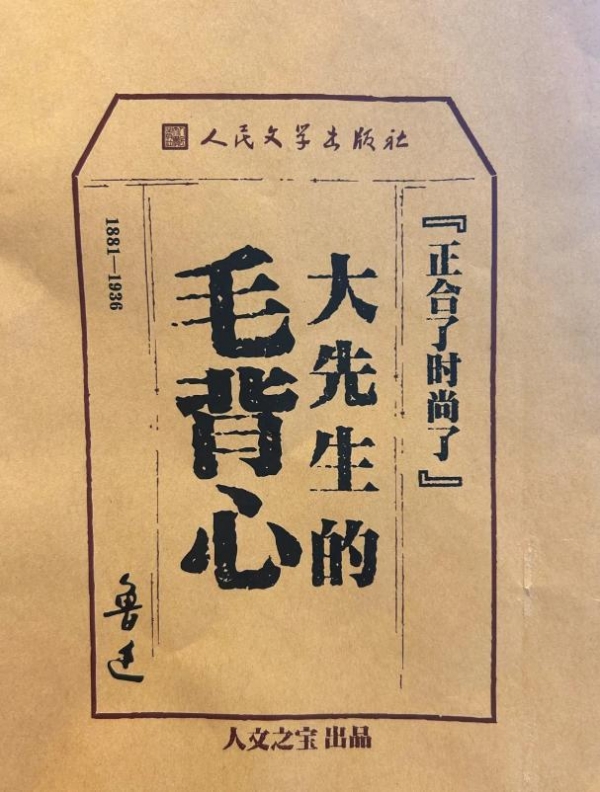 人民文学出版社
『正合了时尚了』
大先生的
毛背心
1881—1936
鲁迅
人文之宝 出品